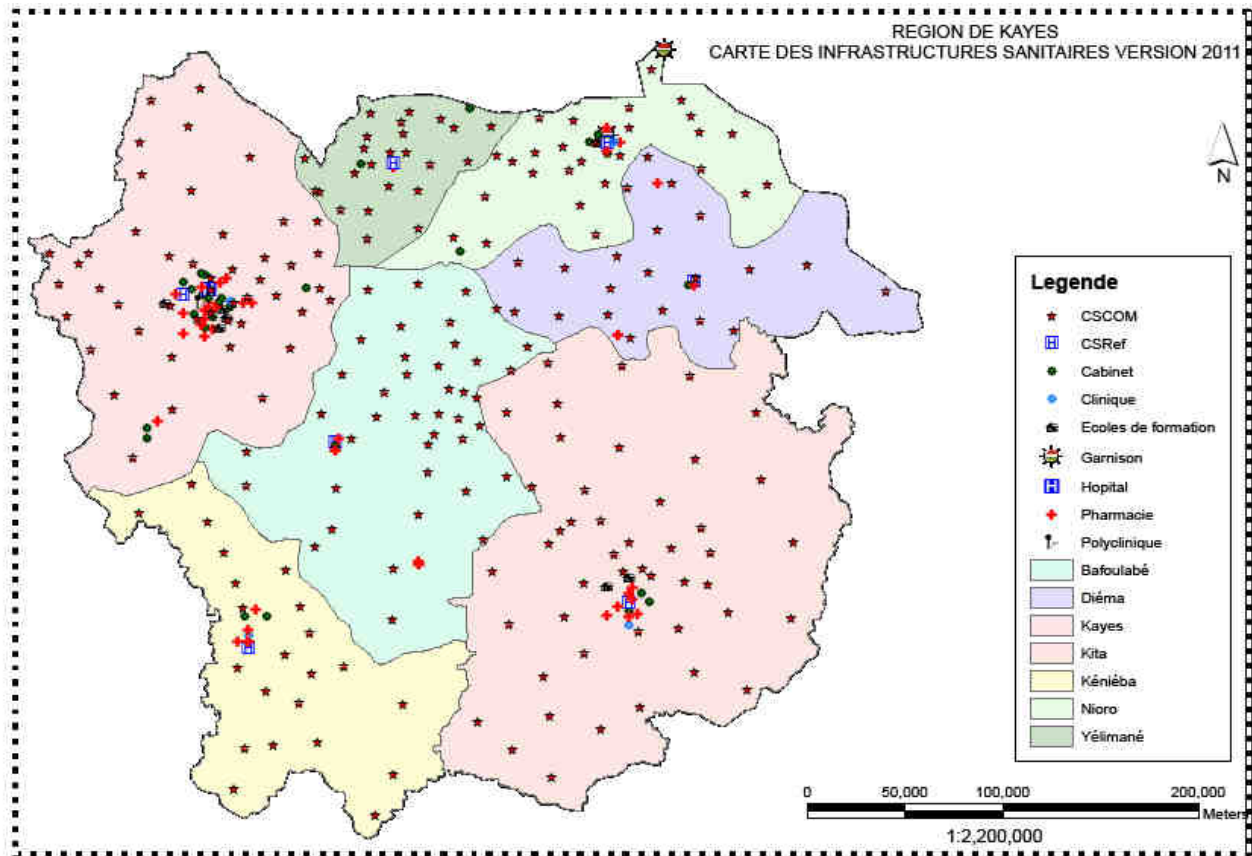 REGION DE KAYES
CARTE DES INFRASTRUCTURES SANITAIRES VERSION 2011
N
Legende
CSCOM
CSRef
Cabinet
Clinique
Ecoles de formation
Garnison
Hopital
Pharmacie
Polyclinique
Bafoulabé
Diéma
Kayes
Kita
Kéniéba
Nioro
Yélimané
0 50,000 100,000 200,000
Meters
1:2,200,000